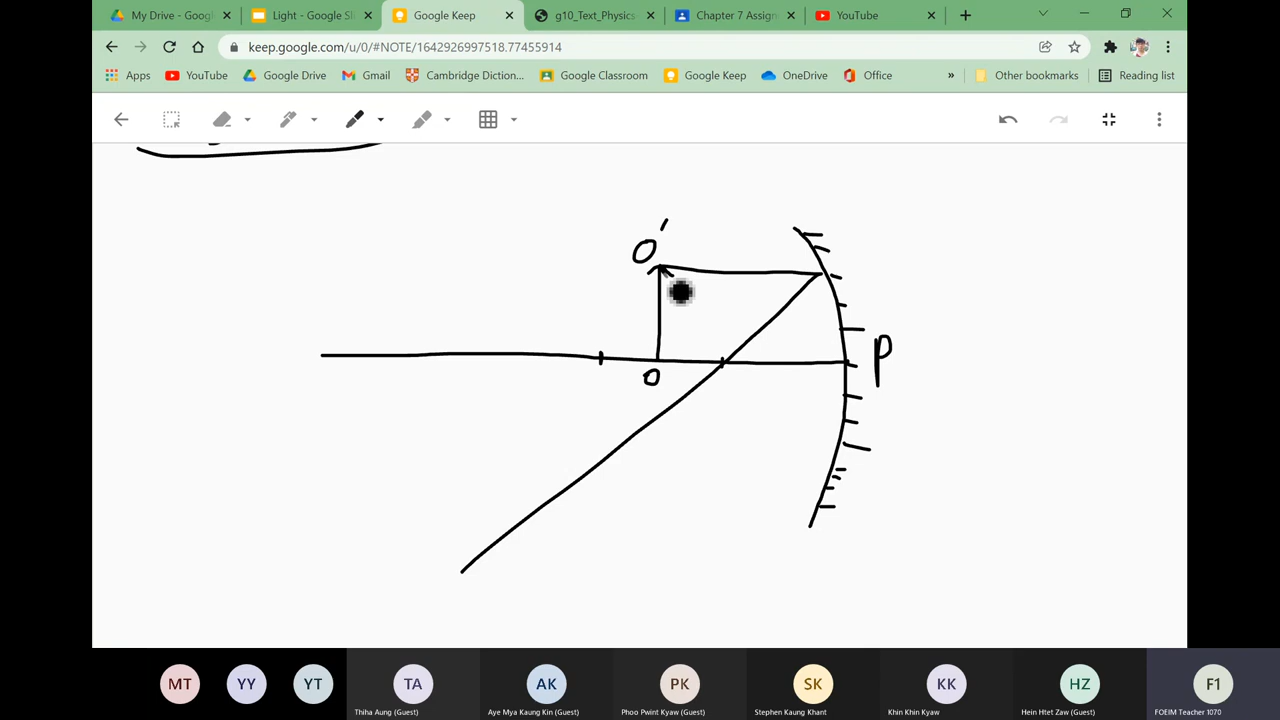 My Drive - Googl
Light - Google Sli
Google Keep
g10_Text_Physics
Chapter 7 Assign
YouTube
keep.google.com/u/0/#NOTE/1642926997518.77455914
Apps
YouTube
Google Drive
Gmail
Cambridge Diction...
Google Classroom
Google Keep
OneDrive
Office
»
Other bookmarks
Reading list
O'
O
P
MT
YY
YT
TA
AK
PK
SK
KK
HZ
F1
Thiha Aung (Guest)
Aye Mya Kaung Kin (Guest)
Phoo Pwint Kyaw (Guest)
Stephen Kaung Khant
Khin Khin Kyaw
Hein Htet Zaw (Guest)
FOEIM Teacher 1070